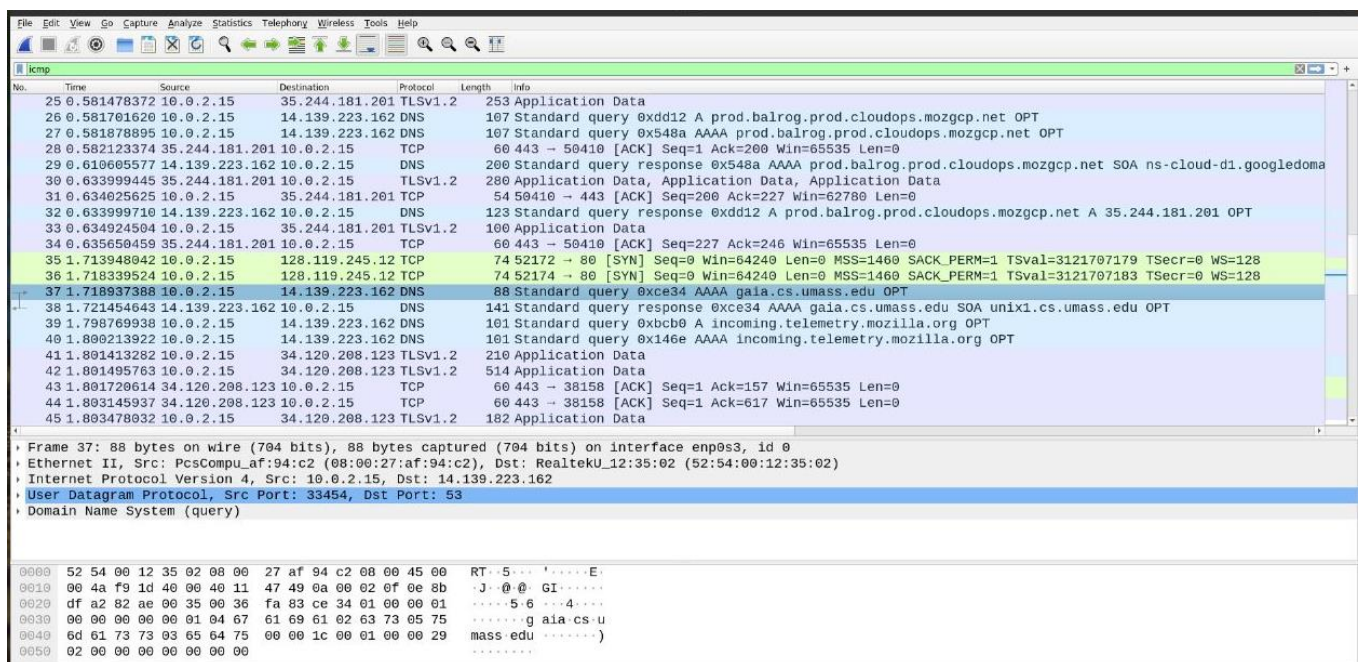 File Edit View Go Capture Analyze Statistics Telephony Wireless Tools Help
icmp
No. Time Source Destination Protocol Length Info
25 0.581478372 10.0.2.15 35.244.181.201 TLSv1.2 253 Application Data
26 0.581701620 10.0.2.15 14.139.223.162 DNS 107 Standard query 0xdd12 A prod.balrog.prod.cloudops.mozgcp.net OPT
27 0.581878895 10.0.2.15 14.139.223.162 DNS 107 Standard query 0x548a AAAA prod.balrog.prod.cloudops.mozgcp.net OPT
28 0.582123374 35.244.181.201 10.0.2.15 TCP 60 443 → 50410 [ACK] Seq=1 Ack=200 Win=65535 Len=0
29 0.610605577 14.139.223.162 10.0.2.15 DNS 200 Standard query response 0x548a AAAA prod.balrog.prod.cloudops.mozgcp.net SOA ns-cloud-d1.googledoma
30 0.633999445 35.244.181.201 10.0.2.15 TLSv1.2 280 Application Data, Application Data, Application Data
31 0.634025625 10.0.2.15 35.244.181.201 TCP 54 50410 → 443 [ACK] Seq=200 Ack=227 Win=62780 Len=0
32 0.633999710 14.139.223.162 10.0.2.15 DNS 123 Standard query response 0xdd12 A prod.balrog.prod.cloudops.mozgcp.net A 35.244.181.201 OPT
33 0.634924504 10.0.2.15 35.244.181.201 TLSv1.2 100 Application Data
34 0.635650459 35.244.181.201 10.0.2.15 TCP 60 443 → 50410 [ACK] Seq=227 Ack=246 Win=65535 Len=0
35 1.713948042 10.0.2.15 128.119.245.12 TCP 74 52172 → 80 [SYN] Seq=0 Win=64240 Len=0 MSS=1460 SACK_PERM=1 TSval=3121707179 TSecr=0 WS=128
36 1.718339524 10.0.2.15 128.119.245.12 TCP 74 52174 → 80 [SYN] Seq=0 Win=64240 Len=0 MSS=1460 SACK_PERM=1 TSval=3121707183 TSecr=0 WS=128
37 1.718937388 10.0.2.15 14.139.223.162 DNS 88 Standard query 0xce34 AAAA gaia.cs.umass.edu OPT
38 1.721454643 14.139.223.162 10.0.2.15 DNS 141 Standard query response 0xce34 AAAA gaia.cs.umass.edu SOA unix1.cs.umass.edu OPT
39 1.798769938 10.0.2.15 14.139.223.162 DNS 101 Standard query 0xbcb0 A incoming.telemetry.mozilla.org OPT
40 1.800213922 10.0.2.15 14.139.223.162 DNS 101 Standard query 0x146e AAAA incoming.telemetry.mozilla.org OPT
41 1.801413282 10.0.2.15 34.120.208.123 TLSv1.2 210 Application Data
42 1.801495763 10.0.2.15 34.120.208.123 TLSv1.2 514 Application Data
43 1.801720614 34.120.208.123 10.0.2.15 TCP 60 443 → 38158 [ACK] Seq=1 Ack=157 Win=65535 Len=0
44 1.803145937 34.120.208.123 10.0.2.15 TCP 60 443 → 38158 [ACK] Seq=1 Ack=617 Win=65535 Len=0
45 1.803478032 10.0.2.15 34.120.208.123 TLSv1.2 182 Application Data
Frame 37: 88 bytes on wire (704 bits), 88 bytes captured (704 bits) on interface enp0s3, id 0
Ethernet II, Src: PcsCompu_af:94:c2 (08:00:27:af:94:c2), Dst: RealtekU_12:35:02 (52:54:00:12:35:02)
Internet Protocol Version 4, Src: 10.0.2.15, Dst: 14.139.223.162
User Datagram Protocol, Src Port: 33454, Dst Port: 53
Domain Name System (query)
0000 52 54 00 12 35 02 08 00 27 af 94 c2 08 00 45 00 RT··5··· '·····E·
0010 00 4a f9 1d 40 00 40 11 47 49 0a 00 02 0f 0e 8b ·J··@·@· GI······
0020 df a2 82 ae 00 35 00 36 fa 83 ce 34 01 00 00 01 ·····5·6 ···4····
0030 00 00 00 00 00 01 04 67 61 69 61 02 63 73 05 75 ·······g aia·cs·u
0040 6d 61 73 73 03 65 64 75 00 00 1c 00 01 00 00 29 mass·edu ·······)
0050 02 00 00 00 00 00 00 00 ········